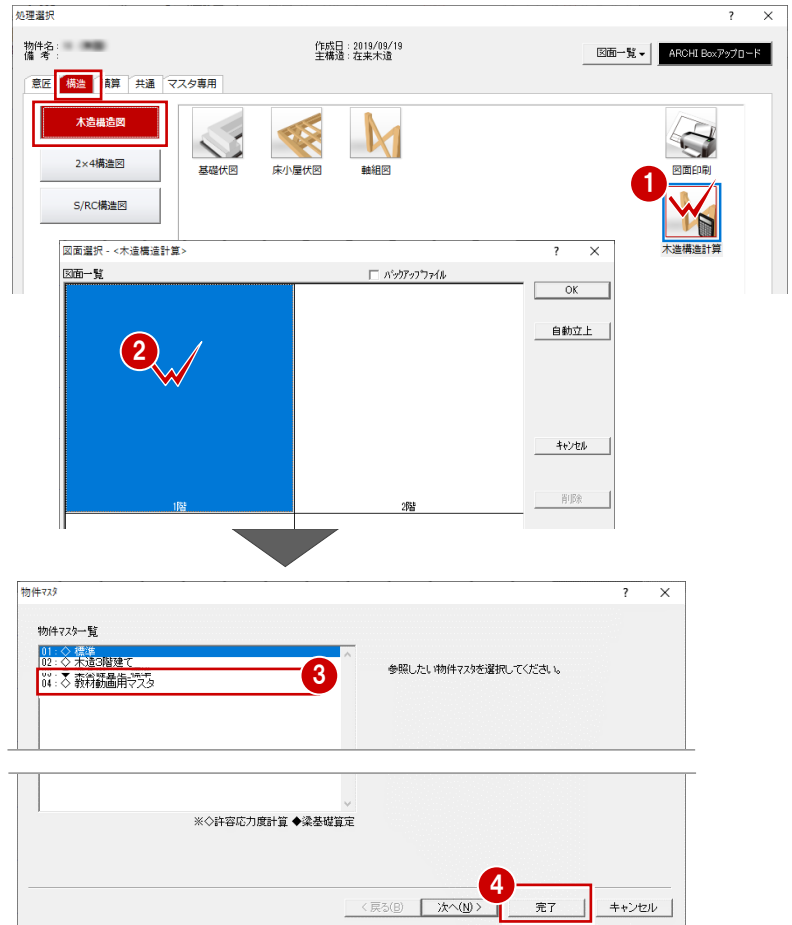 処理選択
? ×
物件名:
備 考 :
作成日 : 2019/09/19
主構造 : 在来木造
図面一覧
ARCHI Boxアップロード
意匠 構造 積算 共通 マスタ専用
木造構造図
2×4構造図
S/RC構造図
基礎伏図
床小屋伏図
軸組図
図面印刷
1
木造構造計算
図面選択 - <木造構造計算>
? ×
図面一覧
バックアップファイル
OK
自動立上
キャンセル
削除
2
1階
2階
物件マスタ
? ×
物件マスター覧
01 : ◇ 標準
02 : ◇ 木造3階建て
04 : ◇ 教材動画用マスタ
3
参照したい物件マスタを選択してください。
※◇許容応力度計算 ◆梁基礎算定
4
< 戻る(B)
次へ(N) >
完了
キャンセル